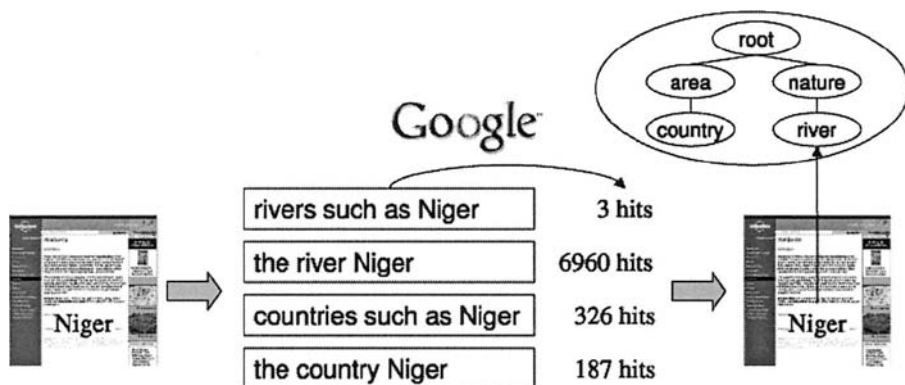 root
area nature
country river
Google™
rivers such as Niger 3 hits
the river Niger 6960 hits
Niger
countries such as Niger 326 hits
the country Niger 187 hits
Niger